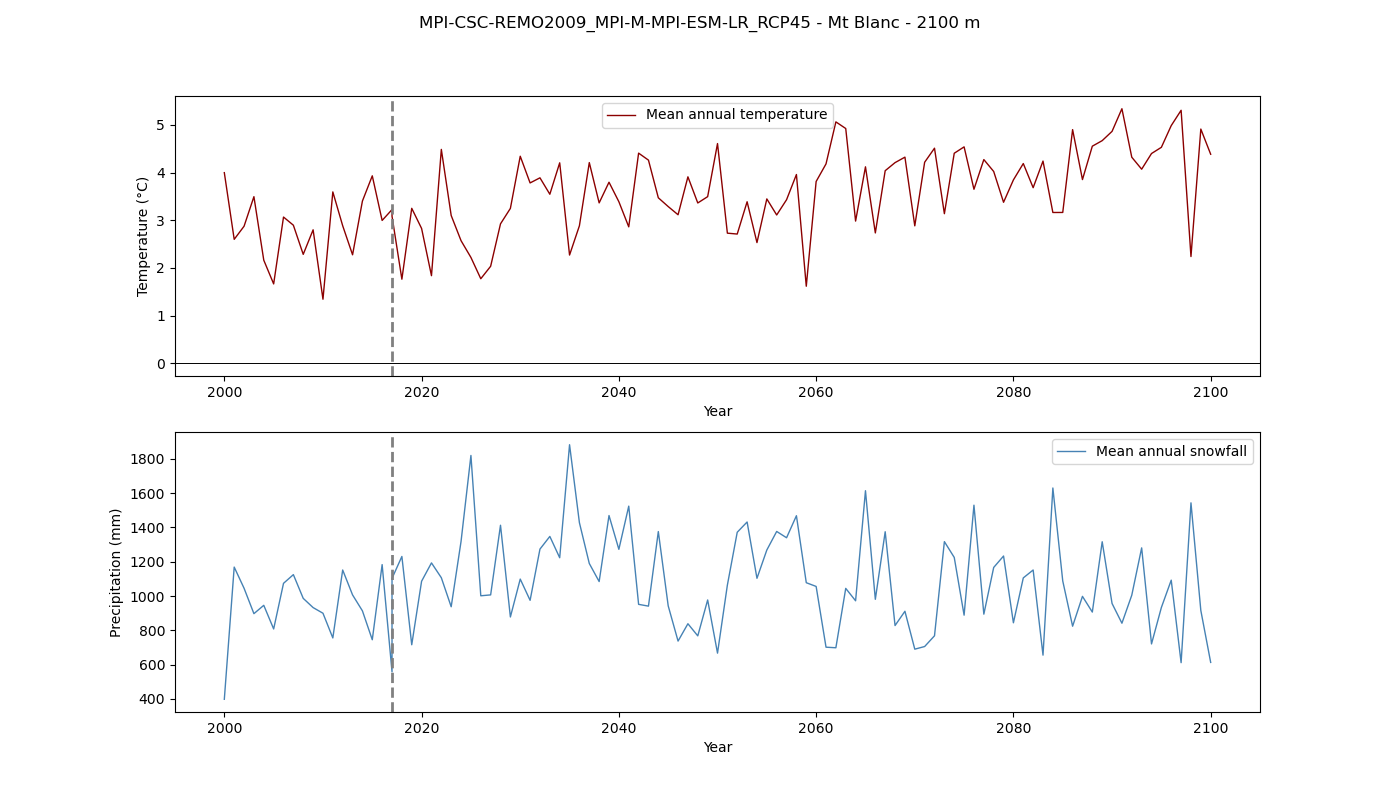 MPI-CSC-REMO2009_MPI-M-MPI-ESM-LR_RCP45 - Mt Blanc - 2100 m
Mean annual temperature
Temperature (°C)
5
4
3
2
1
0
2000 2020 2040 2060 2080 2100
Year
Mean annual snowfall
Precipitation (mm)
1800
1600
1400
1200
1000
800
600
400
2000 2020 2040 2060 2080 2100
Year